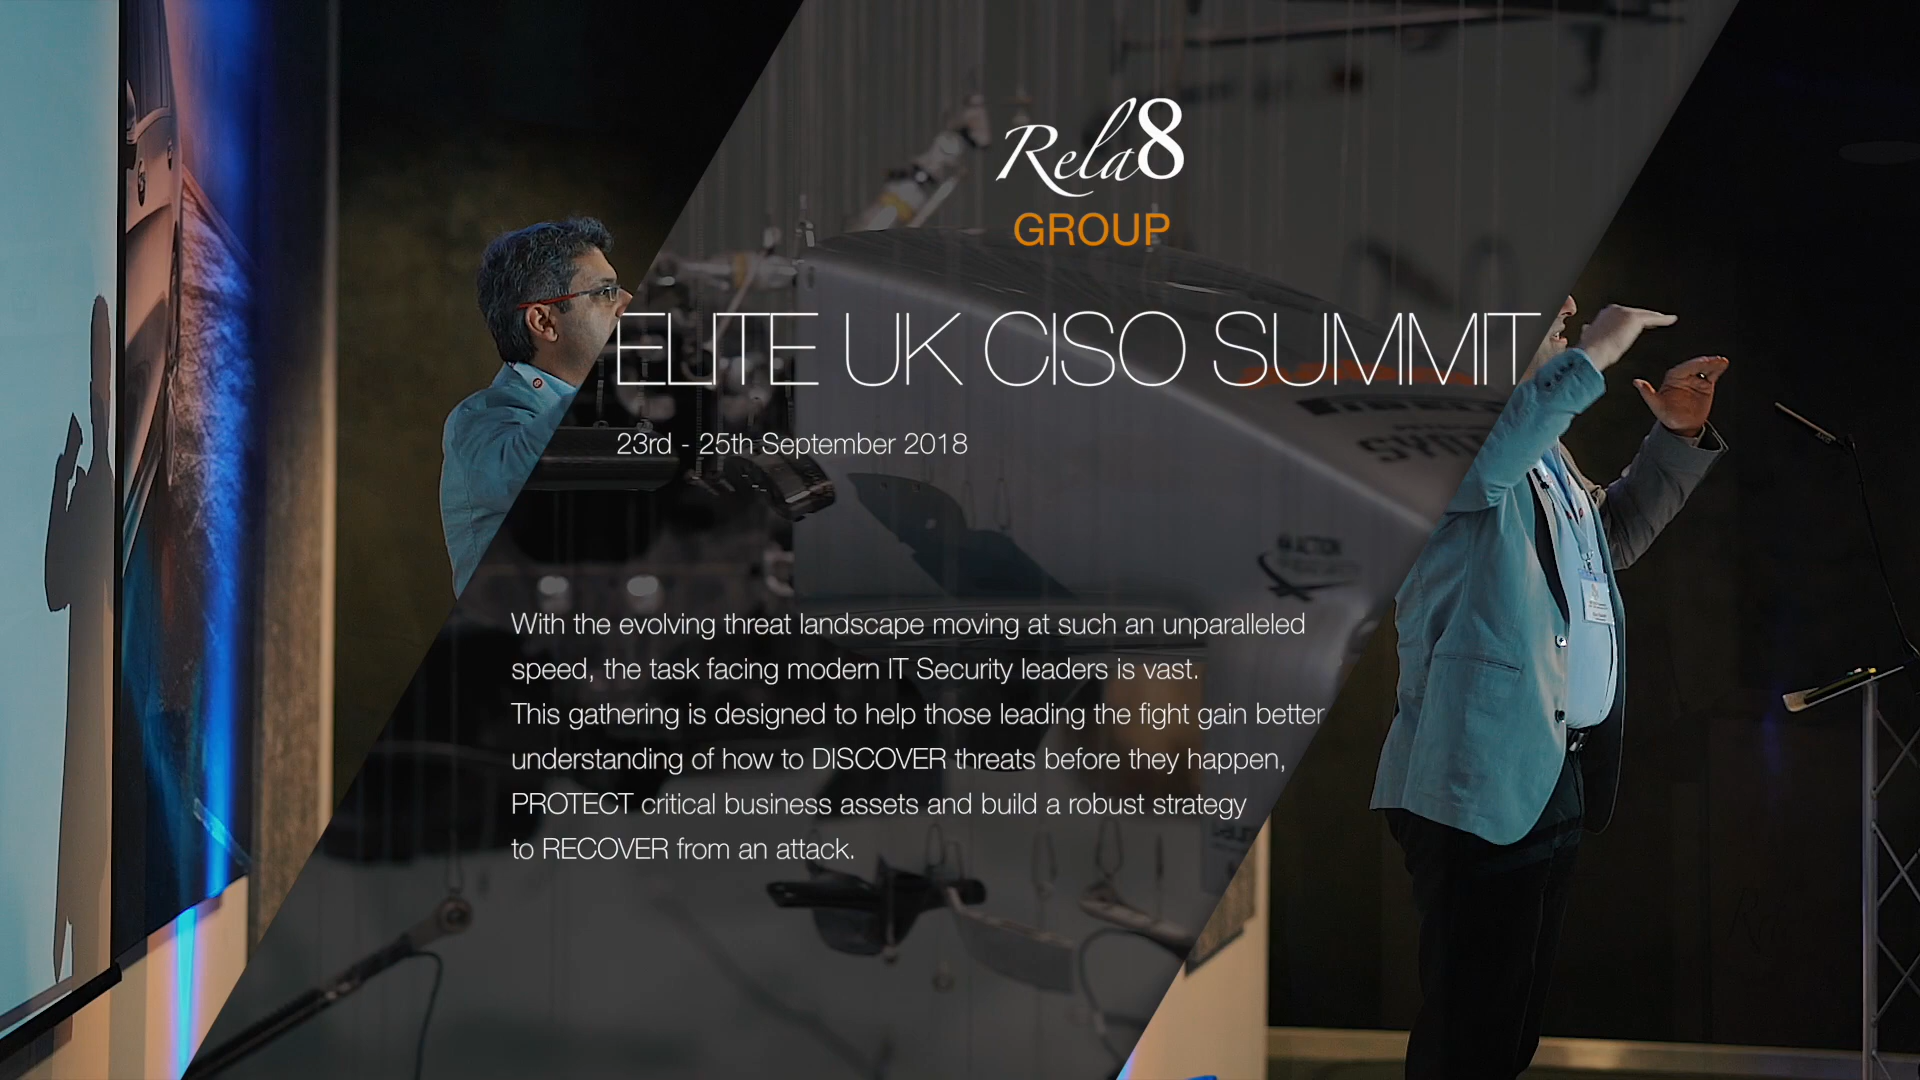 Rela8
GROUP
ELITE UK CISO SUMMIT
23rd - 25th September 2018
ACTION
With the evolving threat landscape moving at such an unparalleled
speed, the task facing modern IT Security leaders is vast.
This gathering is designed to help those leading the fight gain better
understanding of how to DISCOVER threats before they happen,
PROTECT critical business assets and build a robust strategy
to RECOVER from an attack.